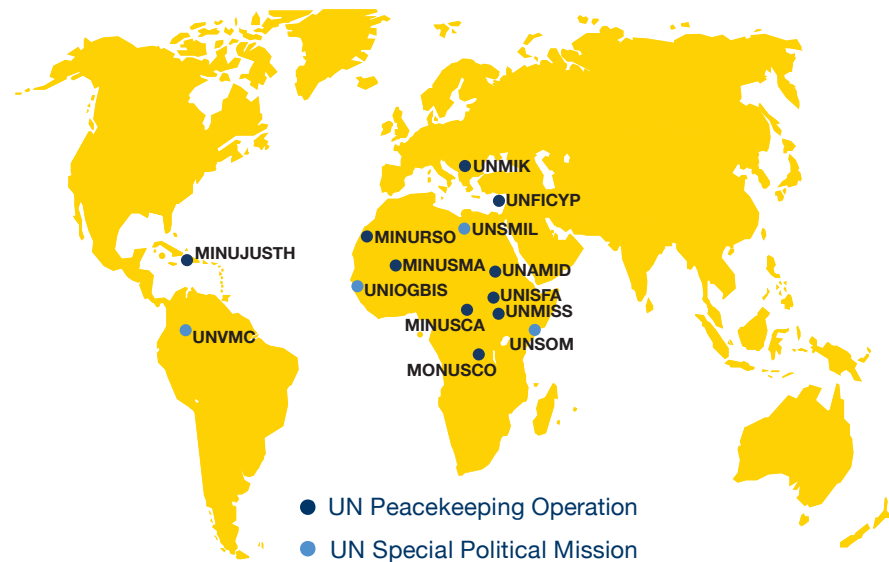 UNMIK
UNFICYP
MINURSO
UNSMIL
MINUJUSTH
MINUSMA
UNAMID
UNIOGBIS
UNISFA
UNMISS
MINUSCA
UNVMC
UNSOM
MONUSCO
UN Peacekeeping Operation
UN Special Political Mission